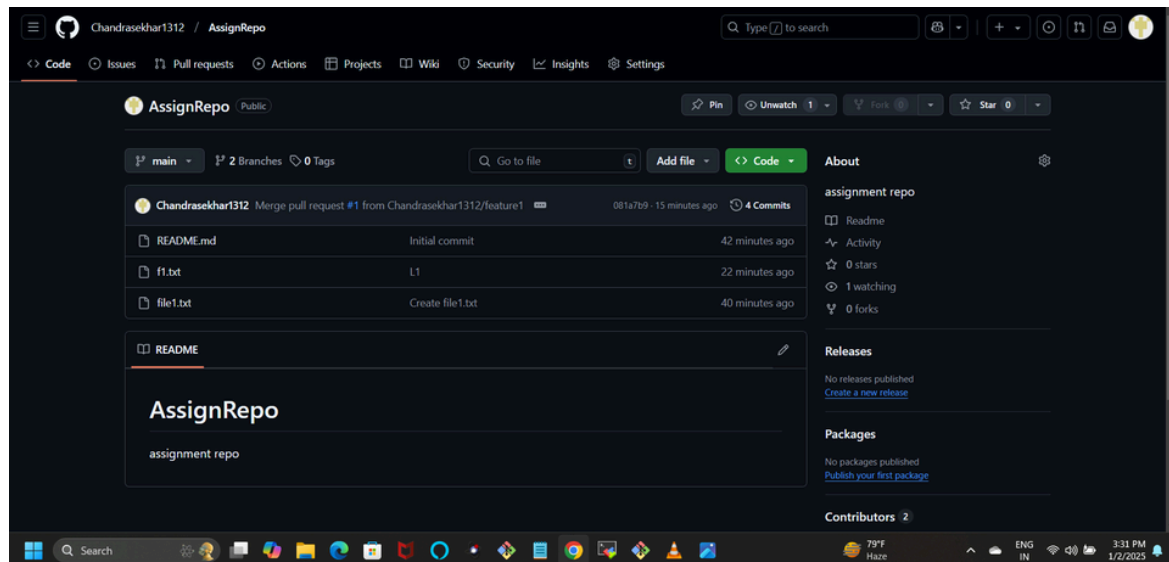 Chandrasekhar1312 / AssignRepo Type / to search
Code Issues Pull requests Actions Projects Wiki Security Insights Settings
AssignRepo Public Pin Unwatch 1 Fork 0 Star 0
main 2 Branches 0 Tags Go to file t Add file Code About
assignment repo
Chandrasekhar1312 Merge pull request #1 from Chandrasekhar1312/feature1 081a7b9 · 15 minutes ago 4 Commits
Readme
README.md Initial commit 42 minutes ago
Activity
0 stars
f1.txt L1 22 minutes ago
1 watching
file1.txt Create file1.txt 40 minutes ago
0 forks
README
Releases
No releases published
Create a new release
AssignRepo
Packages
assignment repo
No packages published
Publish your first package
Contributors 2
Search 79°F Haze ENG IN 3:31 PM 1/2/2025